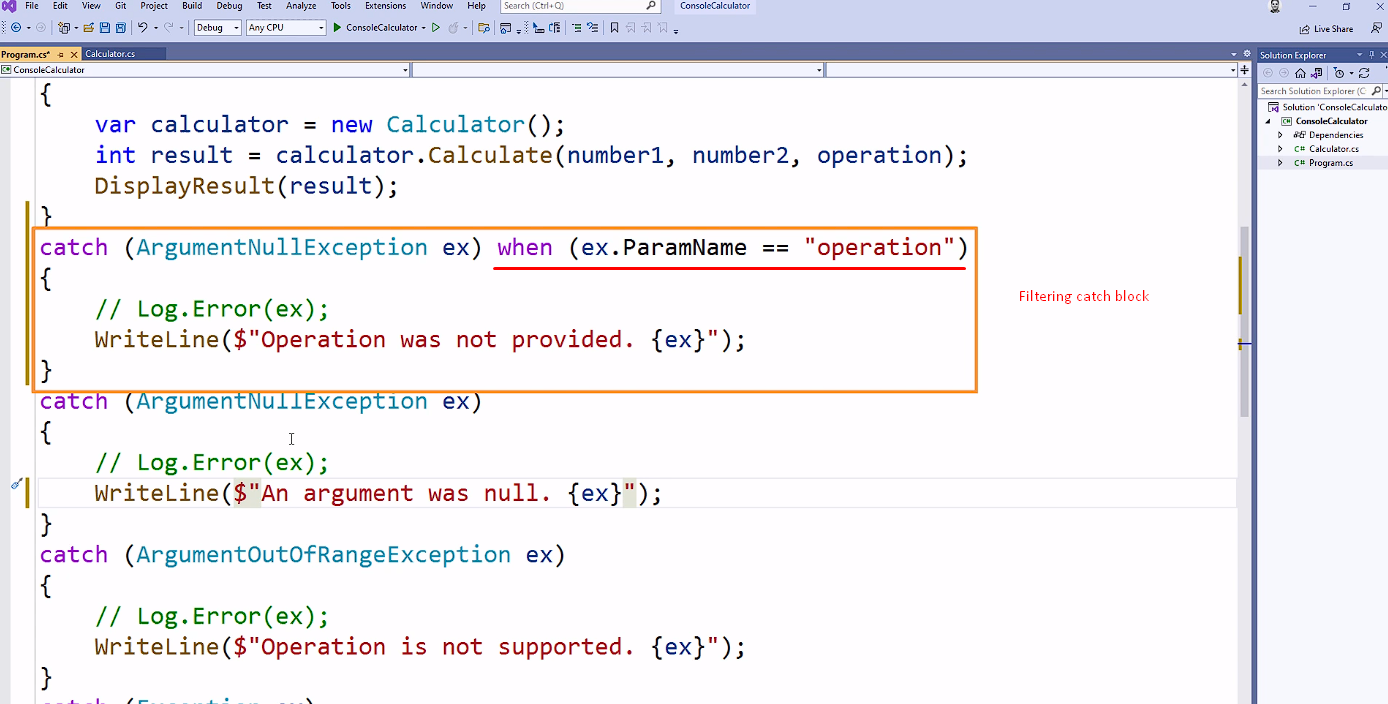 File Edit View Git Project Build Debug Test Analyze Tools Extensions Window Help Search (Ctrl+Q) ConsoleCalculator
Debug Any CPU ConsoleCalculator Live Share
Program.cs* Calculator.cs
ConsoleCalculator
{
var calculator = new Calculator();
int result = calculator.Calculate(number1, number2, operation);
DisplayResult(result);
}
catch (ArgumentNullException ex) when (ex.ParamName == "operation")
{
// Log.Error(ex);
WriteLine($"Operation was not provided. {ex}");
}
catch (ArgumentNullException ex)
{
// Log.Error(ex);
WriteLine($"An argument was null. {ex}");
}
catch (ArgumentOutOfRangeException ex)
{
// Log.Error(ex);
WriteLine($"Operation is not supported. {ex}");
}
catch (Exception ex)
Filtering catch block
Solution Explorer
Search Solution Explorer (C
Solution 'ConsoleCalculato
C# ConsoleCalculator
Dependencies
C# Calculator.cs
C# Program.cs